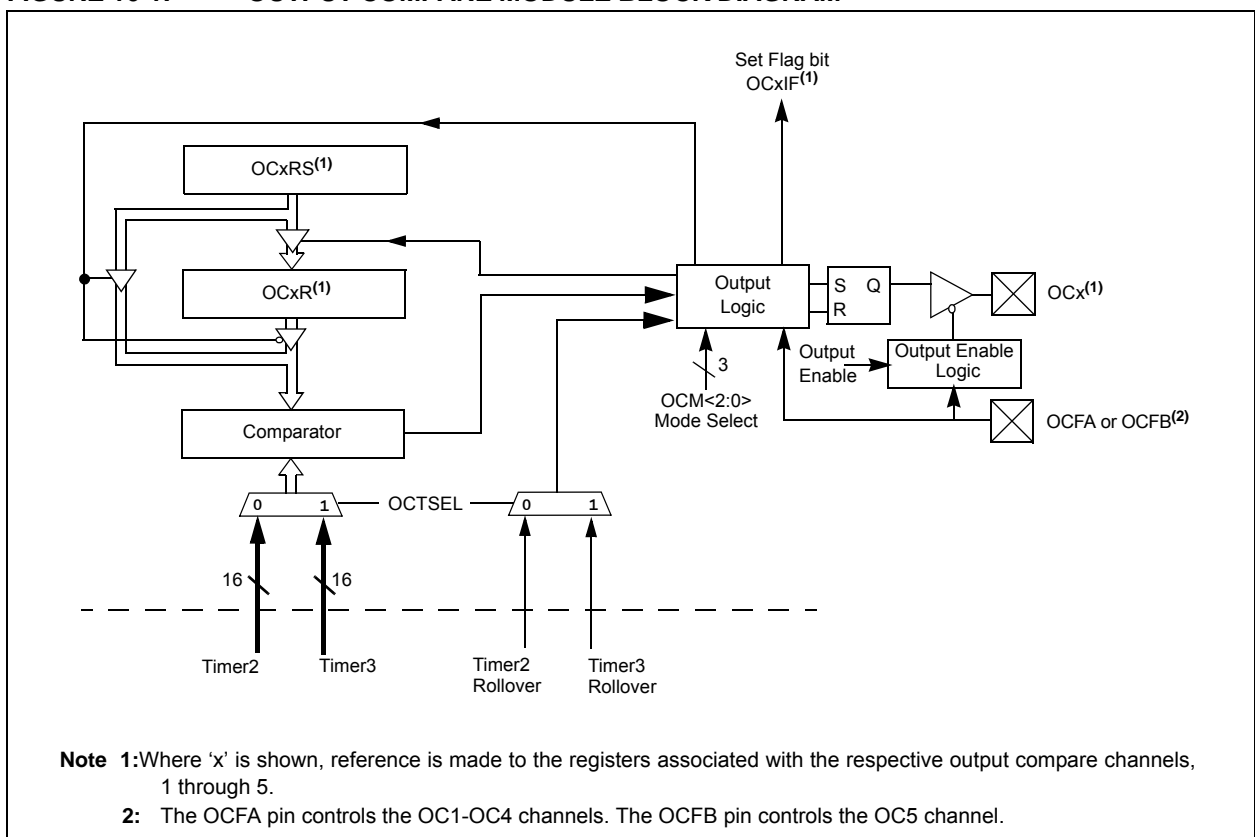 Set Flag bit
OCxIF(1)
OCxRS(1)
OCxR(1)
Output
Logic
S Q
R
OCx(1)
3
Output
Enable
Output Enable
Logic
OCM<2:0>
Mode Select
OCFA or OCFB(2)
Comparator
0 1
OCTSEL
0 1
16
16
Timer2
Timer3
Timer2
Rollover
Timer3
Rollover
Note 1:Where ‘x’ is shown, reference is made to the registers associated with the respective output compare channels,
1 through 5.
2: The OCFA pin controls the OC1-OC4 channels. The OCFB pin controls the OC5 channel.